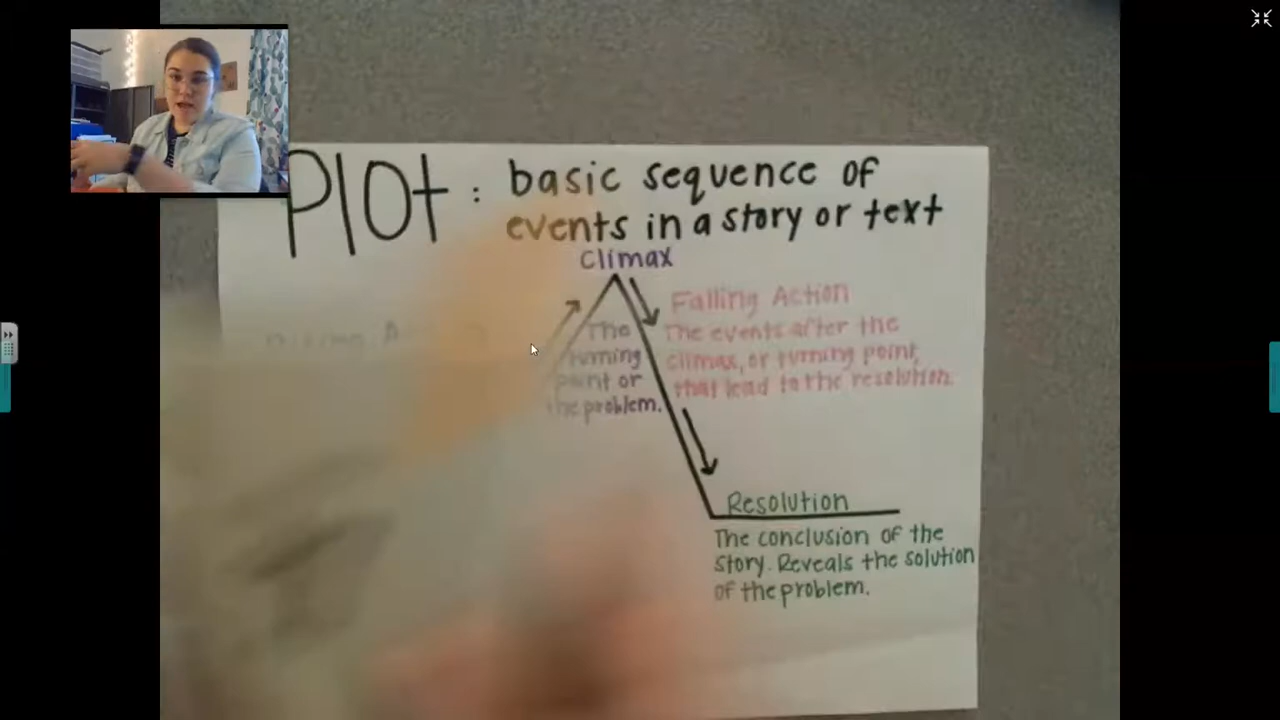 Plot : basic sequence of
events in a story or text
Climax
Falling Action
The
The events after the
turning
climax, or turning point,
point or
that lead to the resolution.
the problem.
Resolution
The conclusion of the
story. Reveals the solution
of the problem.